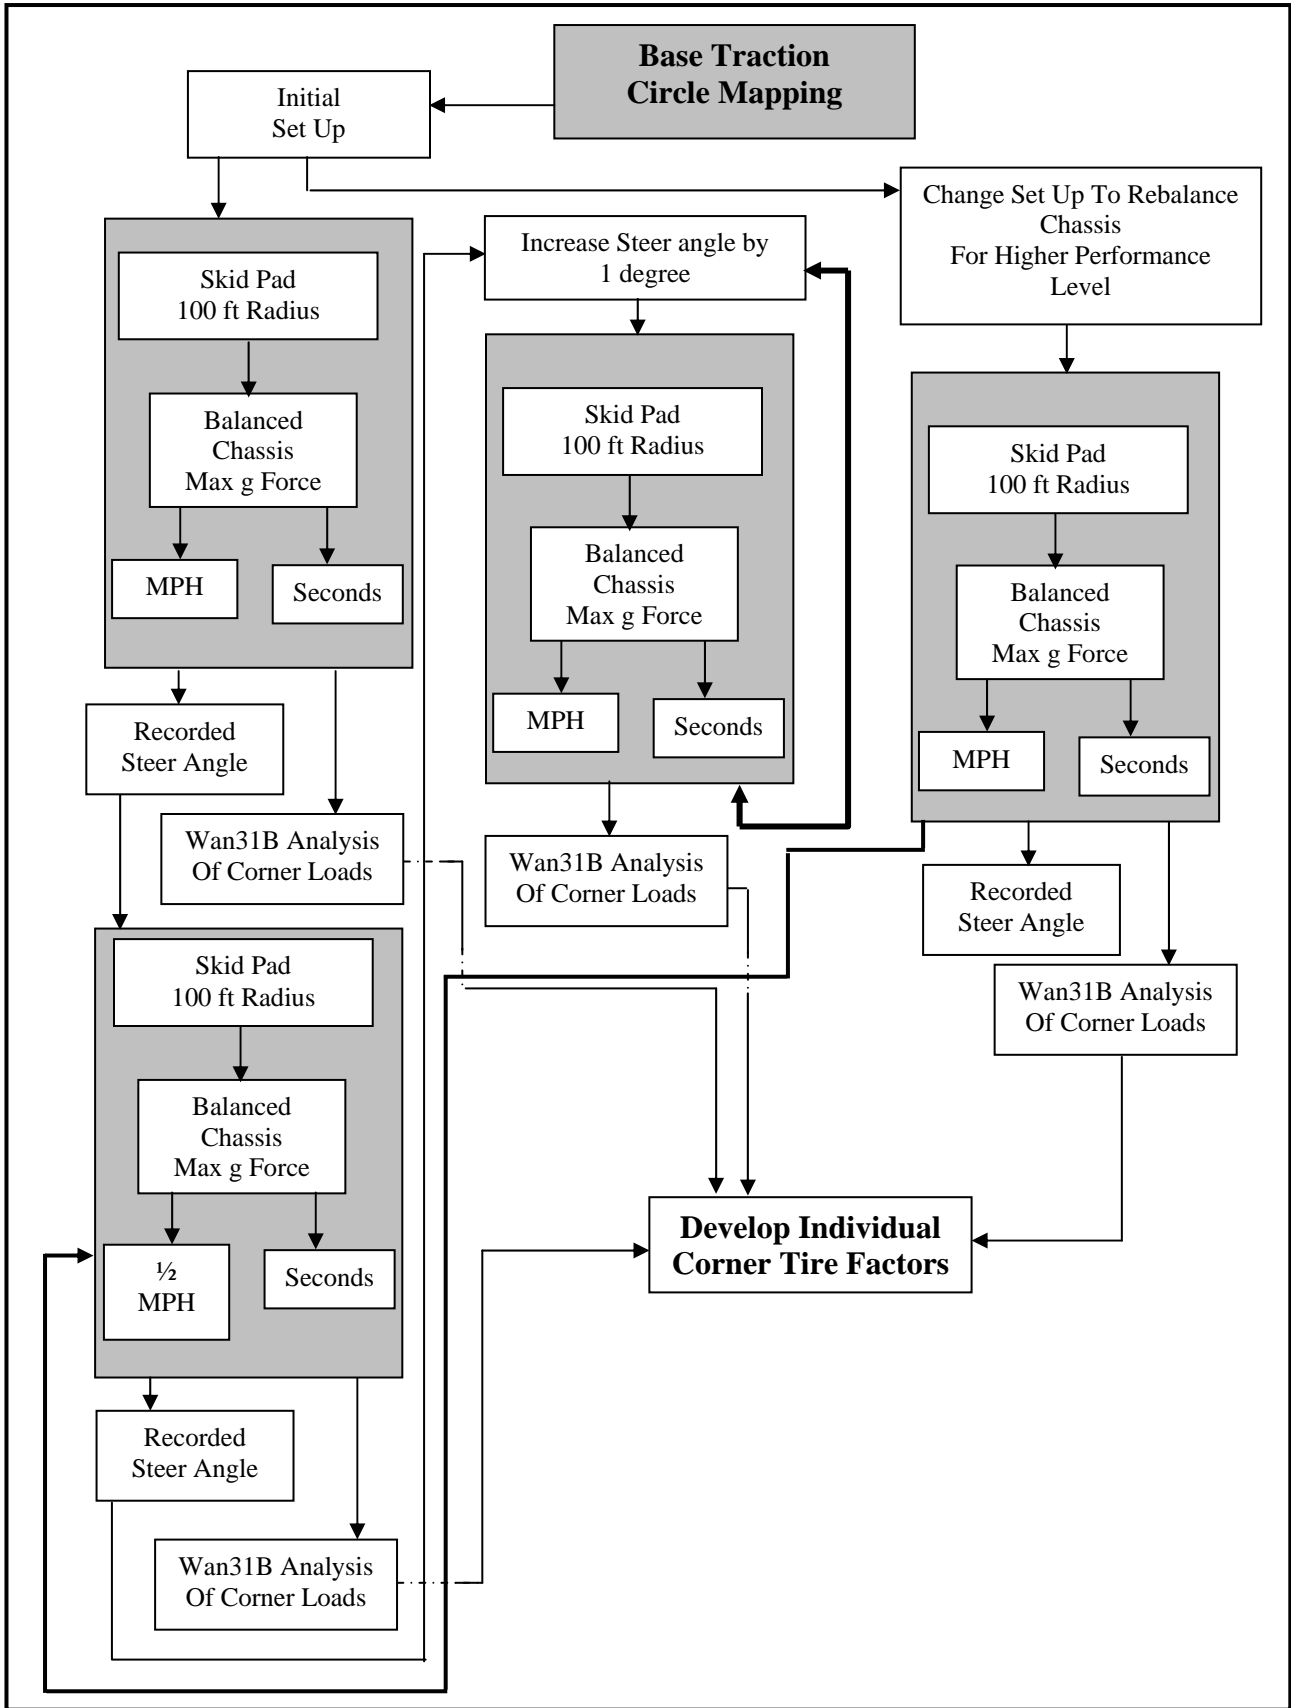 Base Traction
Circle Mapping
Initial
Set Up
Change Set Up To Rebalance
Chassis
For Higher Performance
Level
Increase Steer angle by
1 degree
Skid Pad
100 ft Radius
Balanced
Chassis
Max g Force
MPH
Seconds
Recorded
Steer Angle
Wan31B Analysis
Of Corner Loads
Skid Pad
100 ft Radius
Balanced
Chassis
Max g Force
MPH
Seconds
Wan31B Analysis
Of Corner Loads
Skid Pad
100 ft Radius
Balanced
Chassis
Max g Force
MPH
Seconds
Recorded
Steer Angle
Wan31B Analysis
Of Corner Loads
Skid Pad
100 ft Radius
Balanced
Chassis
Max g Force
½
MPH
Seconds
Recorded
Steer Angle
Wan31B Analysis
Of Corner Loads
Develop Individual
Corner Tire Factors